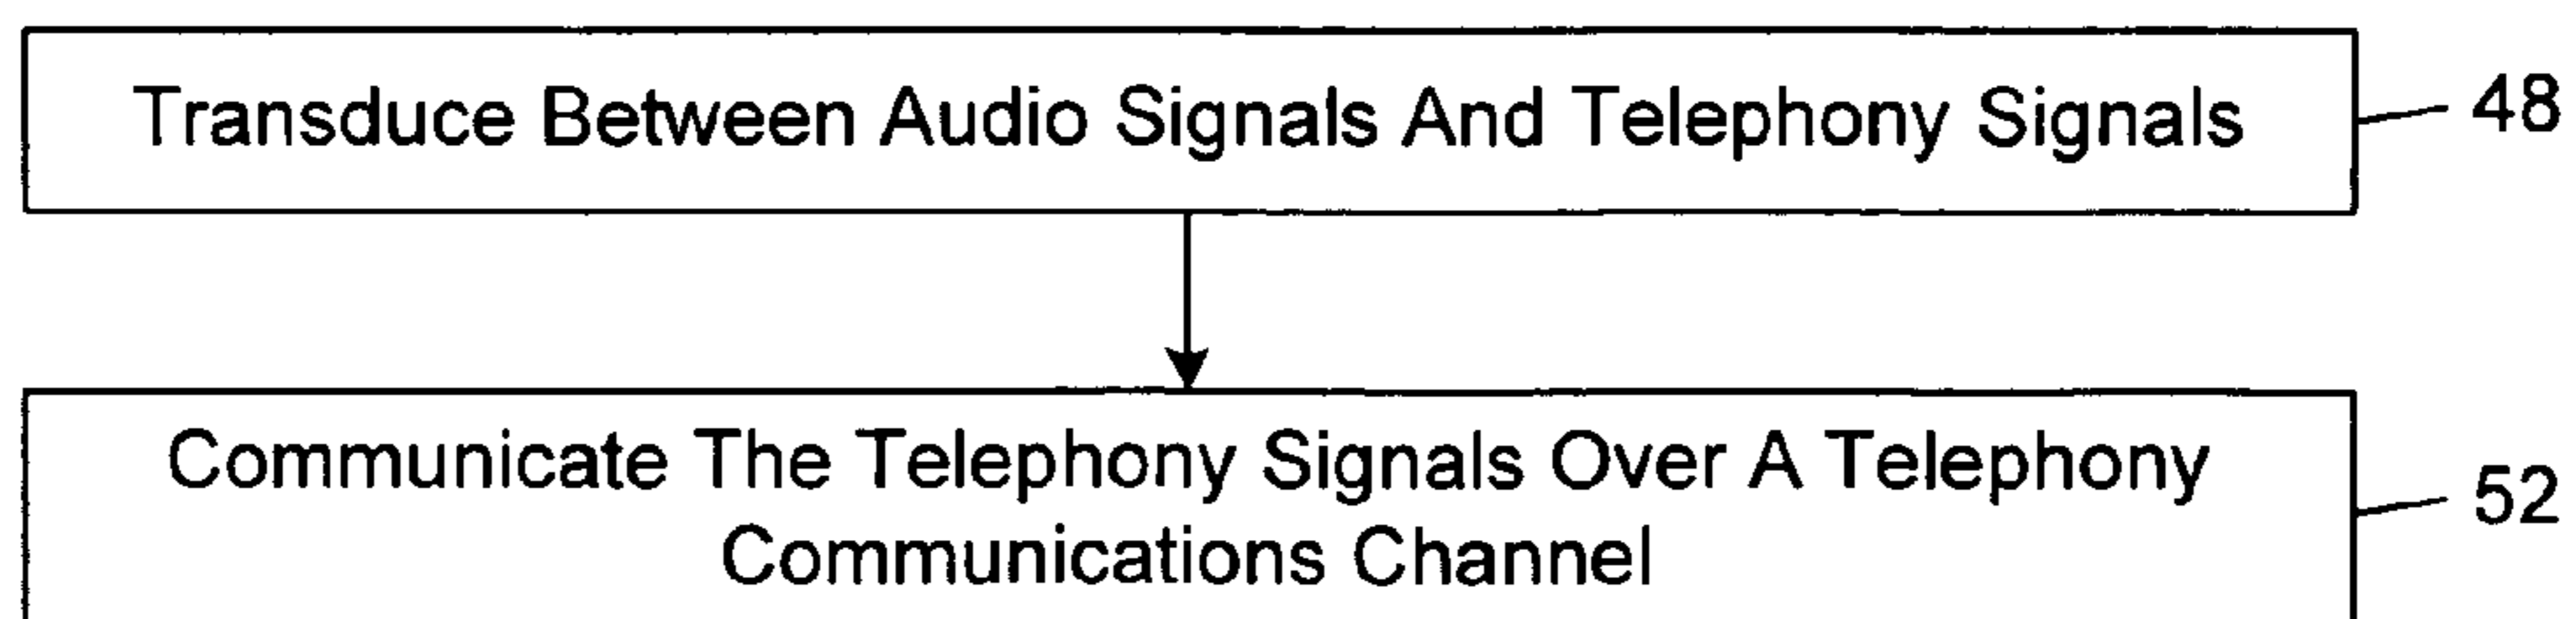 Transduce Between Audio Signals And Telephony Signals
48
Communicate The Telephony Signals Over A Telephony
Communications Channel
52